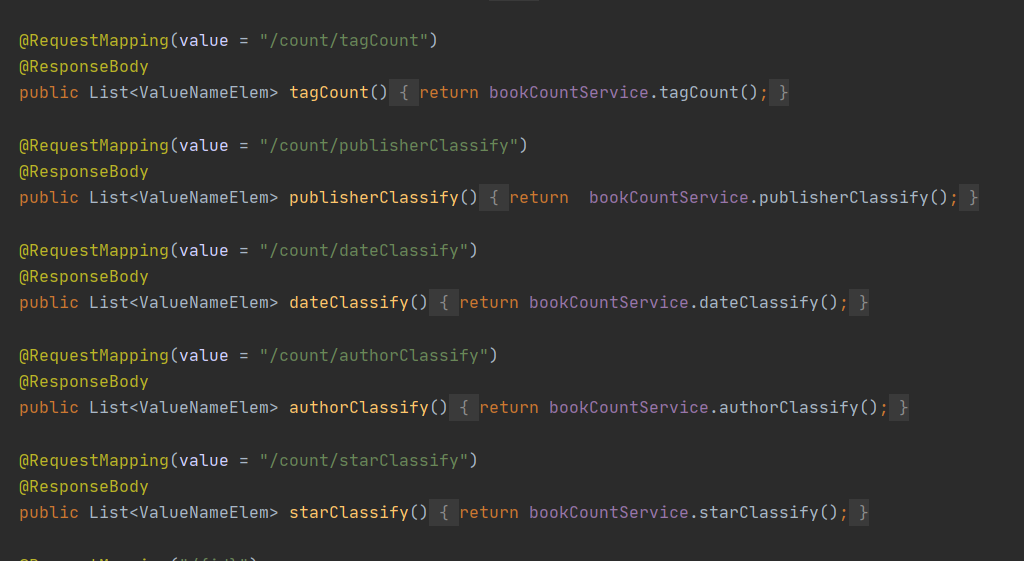 @RequestMapping(value = "/count/tagCount")
@ResponseBody
public List<ValueNameElem> tagCount() { return bookCountService.tagCount(); }
@RequestMapping(value = "/count/publisherClassify")
@ResponseBody
public List<ValueNameElem> publisherClassify() { return  bookCountService.publisherClassify(); }
@RequestMapping(value = "/count/dateClassify")
@ResponseBody
public List<ValueNameElem> dateClassify() { return bookCountService.dateClassify(); }
@RequestMapping(value = "/count/authorClassify")
@ResponseBody
public List<ValueNameElem> authorClassify() { return bookCountService.authorClassify(); }
@RequestMapping(value = "/count/starClassify")
@ResponseBody
public List<ValueNameElem> starClassify() { return bookCountService.starClassify(); }